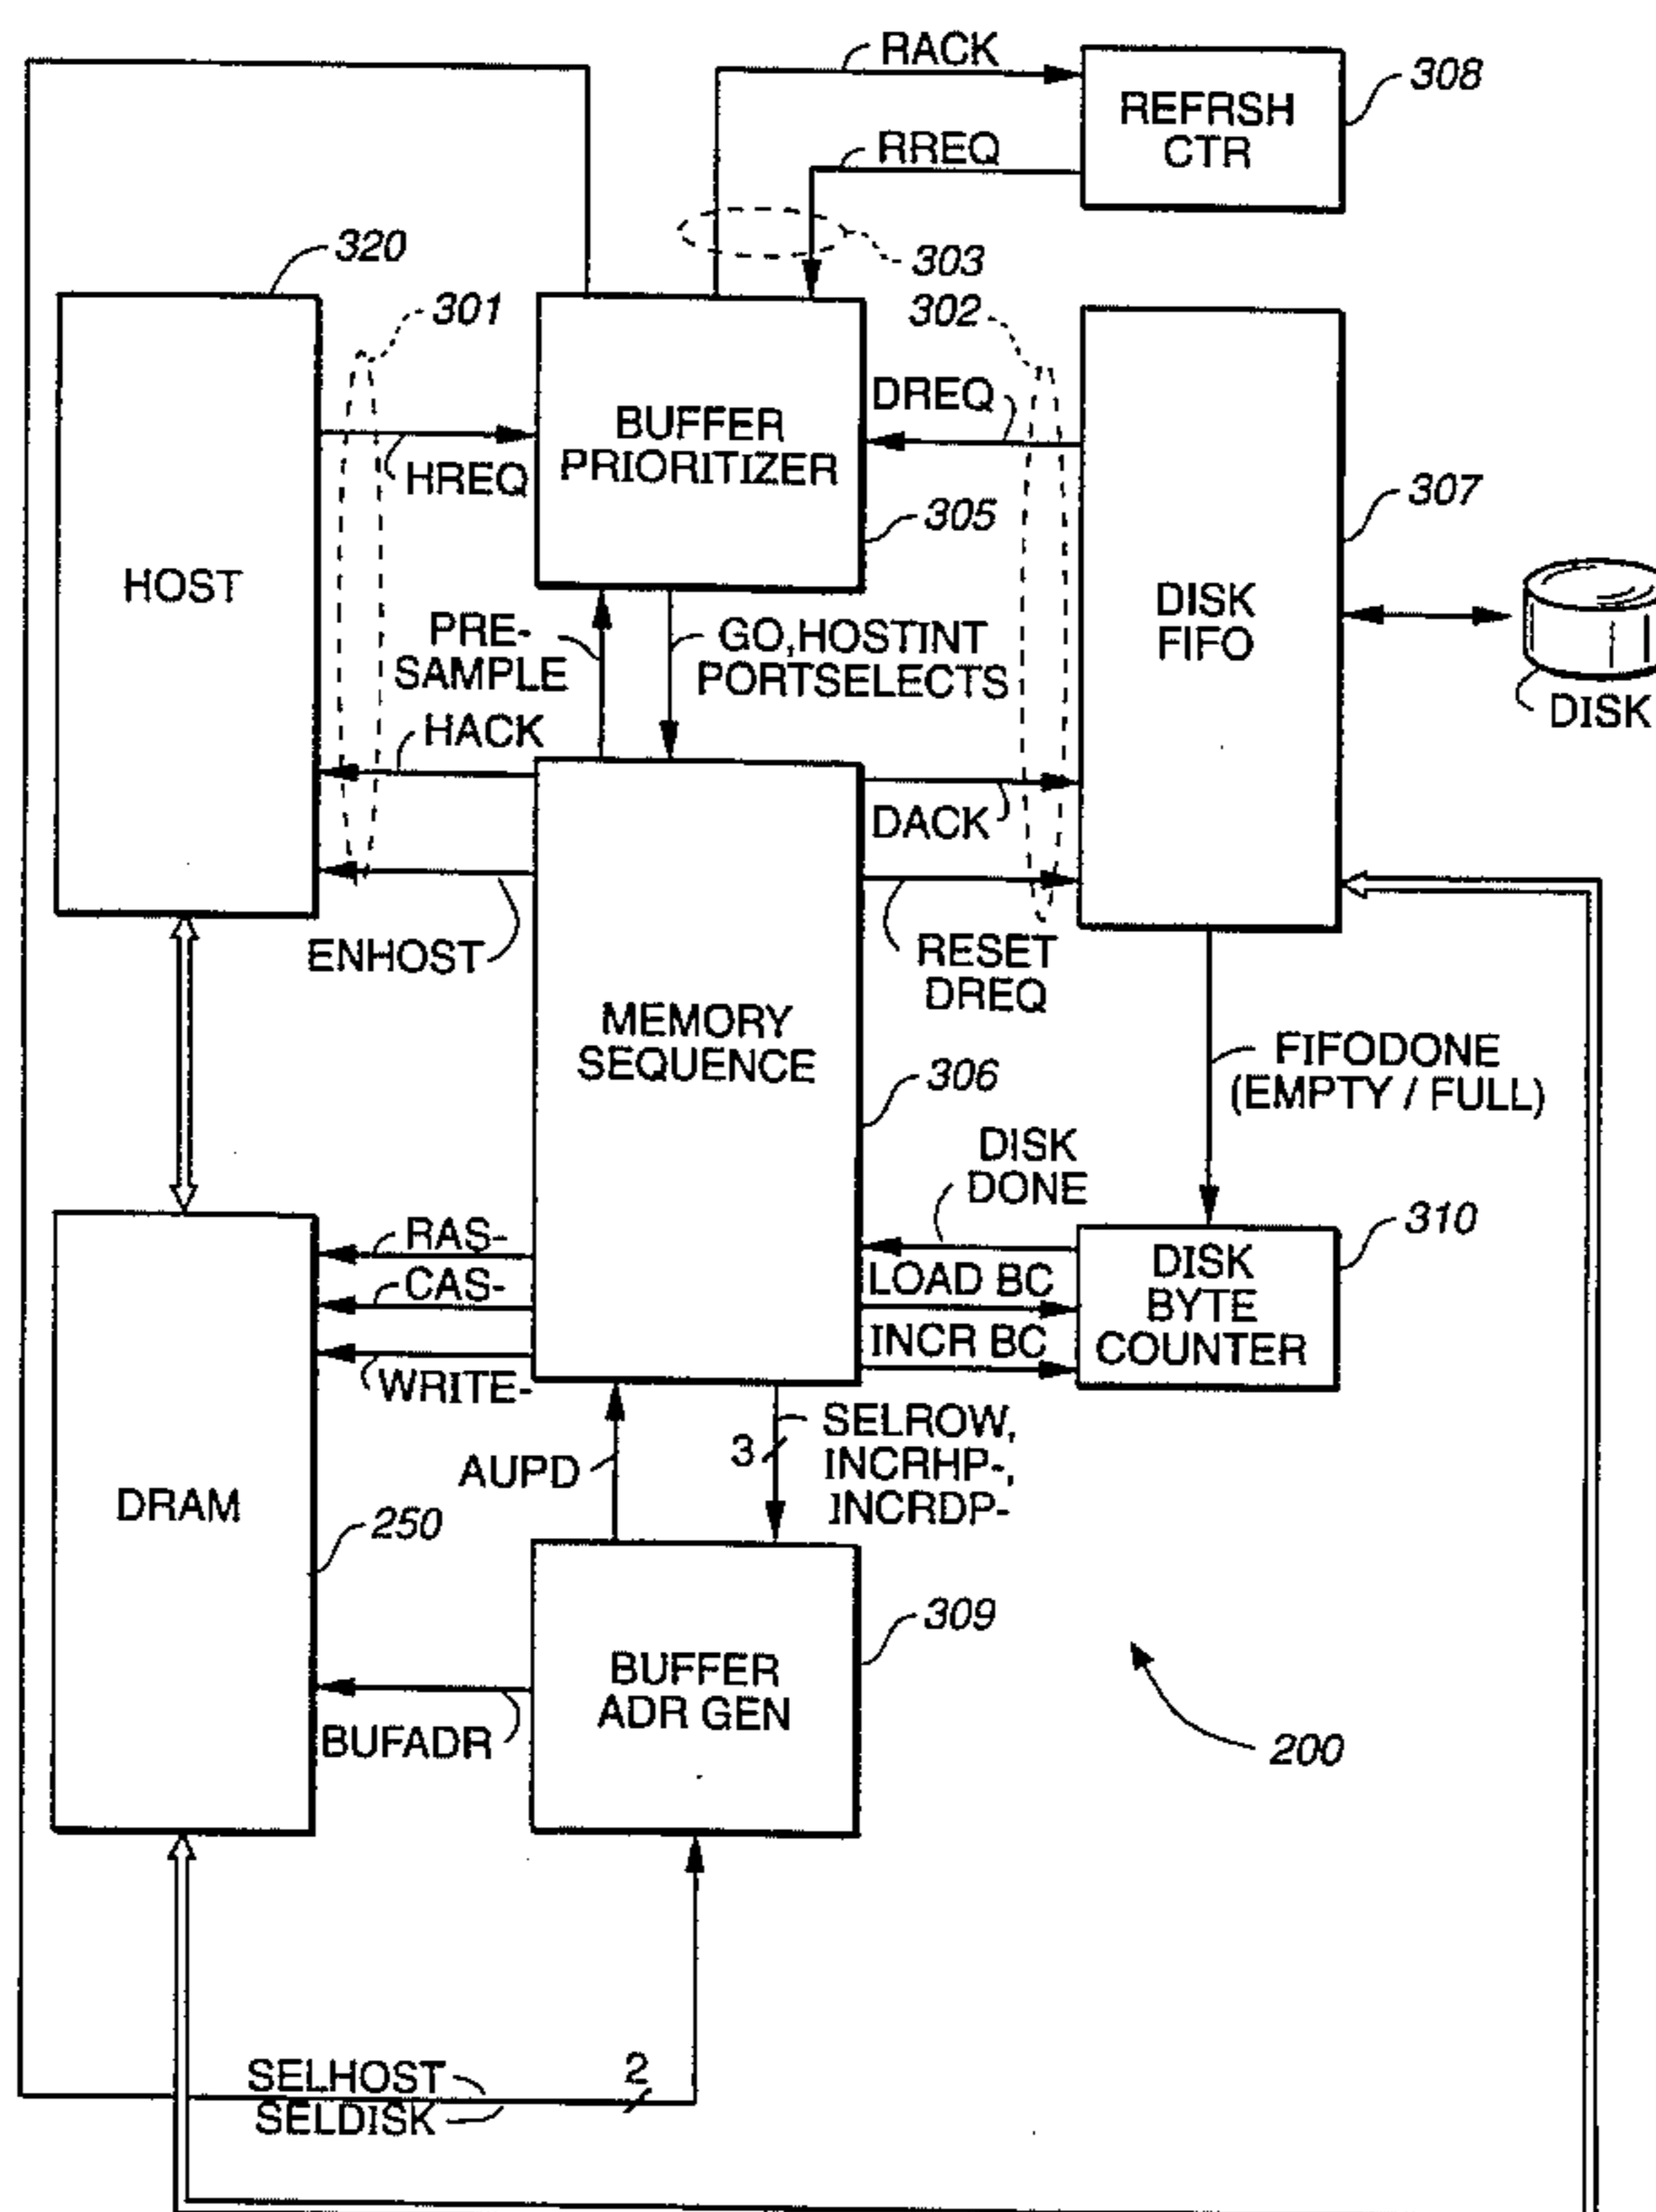 RACK
REFRSH
CTR
308
RREQ
303
320
301
302
HOST
HREQ
BUFFER
PRIORITIZER
DREQ
305
307
DISK
FIFO
DISK
PRE-
SAMPLE
GO,HOSTINT
PORTSELECTS
HACK
DACK
ENHOST
RESET
DREQ
MEMORY
SEQUENCE
306
FIFODONE
(EMPTY / FULL)
DISK
DONE
310
RAS-
CAS-
WRITE-
LOAD BC
INCR BC
DISK
BYTE
COUNTER
AUPD
3
SELROW,
INCRHP-,
INCRDP-
DRAM
250
309
BUFFER
ADR GEN
BUFADR
200
SELHOST
2
SELDISK